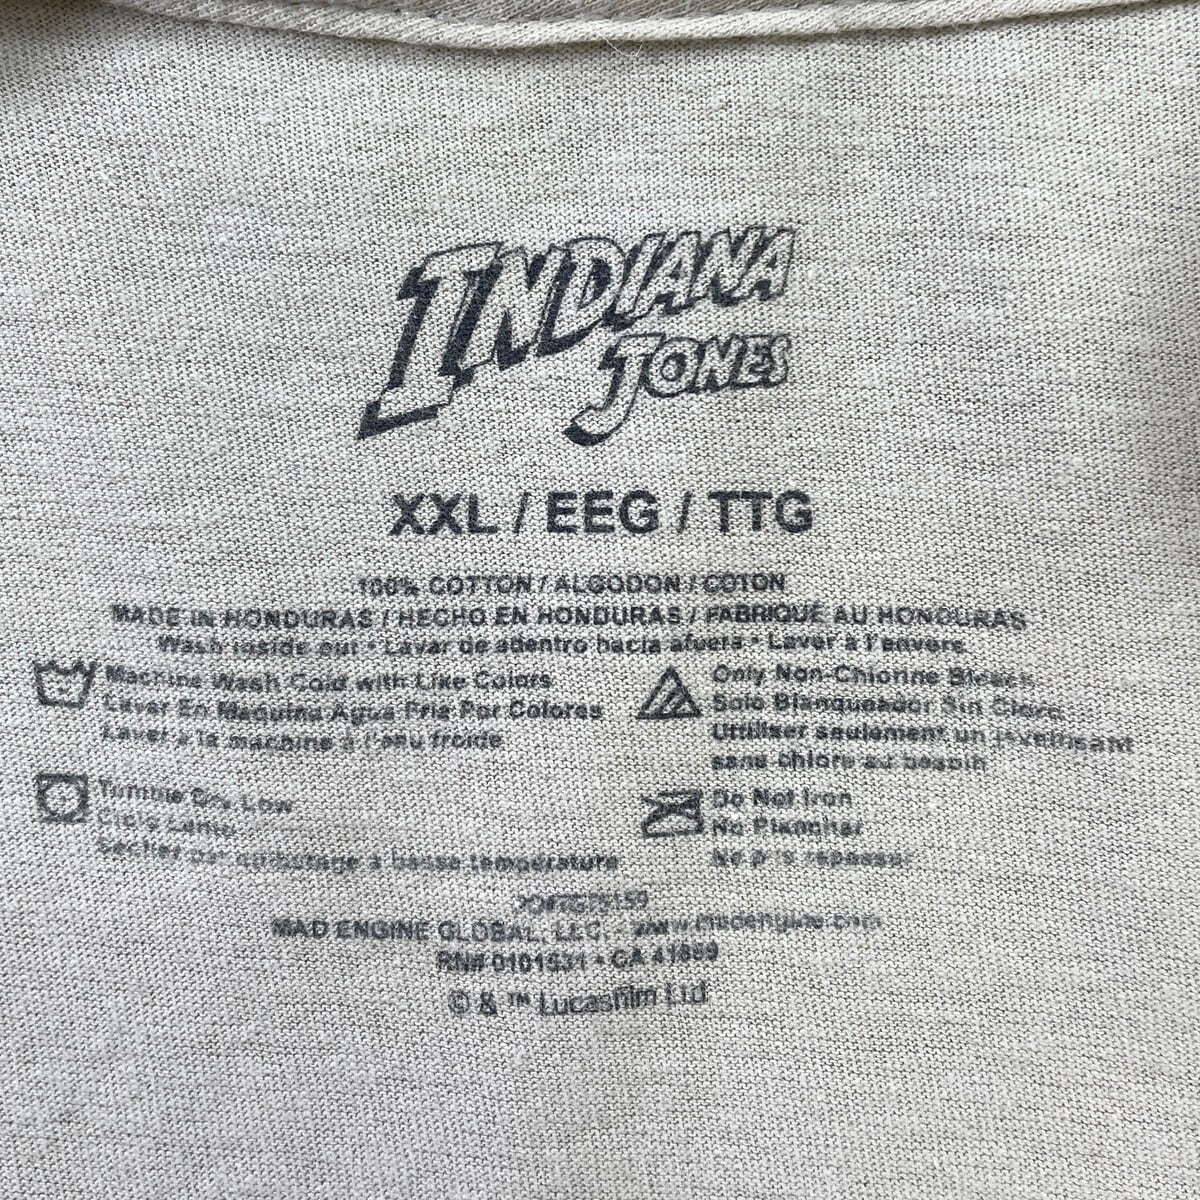 INDIANA
JONES
XXL / EEG / TTG
100% COTTON / ALGODON / COTON
MADE IN HONDURAS / HECHO EN HONDURAS / FABRIQUE AU HONDURAS
Wash inside out • Lavar de adentro hacia afuera • Laver à l'envers
Machine Wash Cold with Like Colors
Lavar En Maquina Agua Fria Por Colores
Laver à la machine à l'eau froide
Only Non-Chlorine Bleach
Solo Blanqueador Sin Cloro
Utiliser seulement un javellisant
sans chlore au besoin
Tumble Dry Low
Ciclo Lento
Sécher par culbutage à basse température
Do Not Iron
No Planchar
Ne pas repasser
MAD ENGINE GLOBAL, LLC. • www.madengine.com
RN# • CA
© & ™ Lucasfilm Ltd